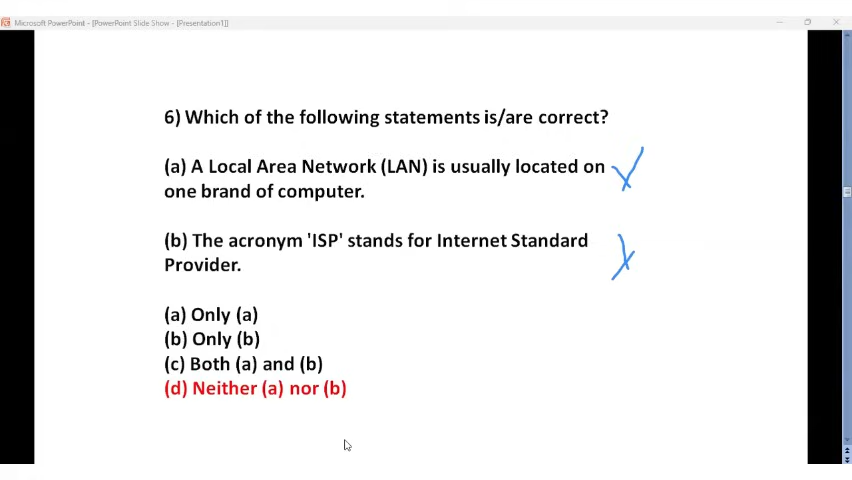 Microsoft PowerPoint - [PowerPoint Slide Show - [Presentation1]]
6) Which of the following statements is/are correct?
(a) A Local Area Network (LAN) is usually located on
one brand of computer.
(b) The acronym 'ISP' stands for Internet Standard
Provider.
(a) Only (a)
(b) Only (b)
(c) Both (a) and (b)
(d) Neither (a) nor (b)